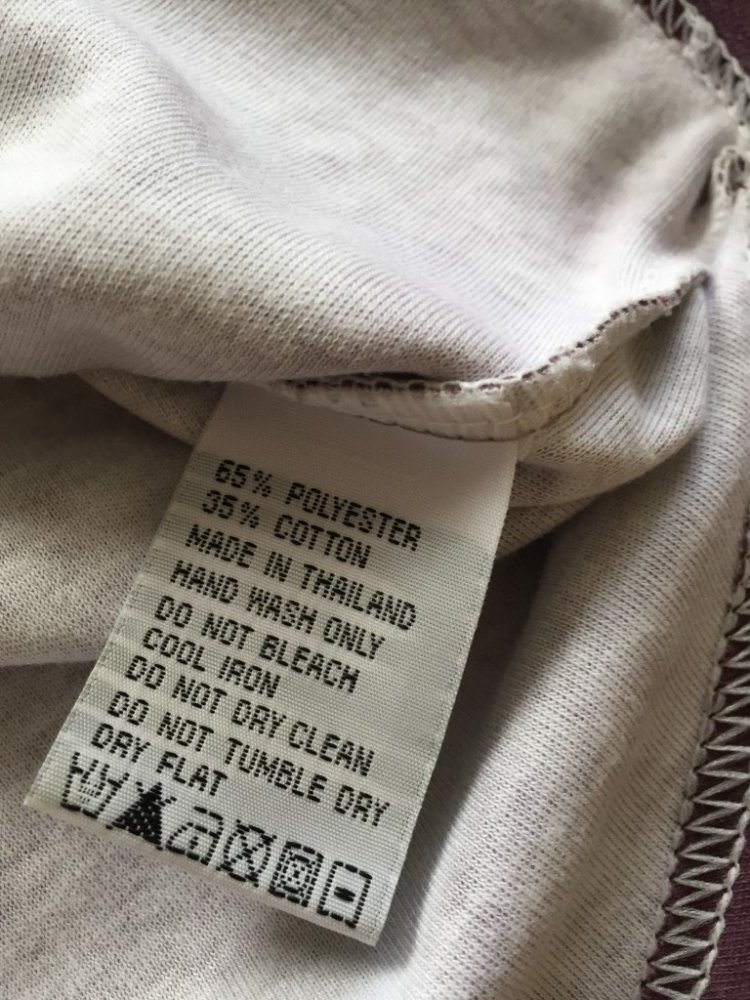 65% POLYESTER
35% COTTON
MADE IN THAILAND
HAND WASH ONLY
DO NOT BLEACH
COOL IRON
DO NOT DRY CLEAN
DO NOT TUMBLE DRY
DRY FLAT